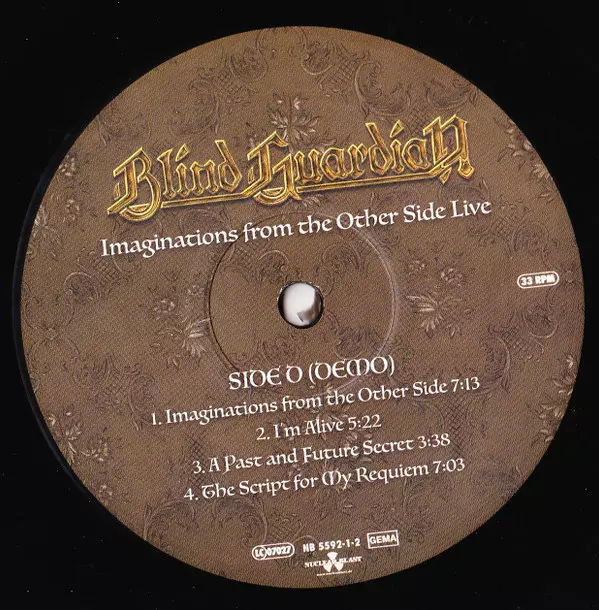 Blind Guardian
Imaginations from the Other Side Live
33 RPM
SIDE D (DEMO)
1. Imaginations from the Other Side 7:13
2. I'm Alive 5:22
3. A Past and Future Secret 3:38
4. The Script for My Requiem 7:03
LC 07027 NB 5592-1-2 GEMA
NUCLEAR BLAST